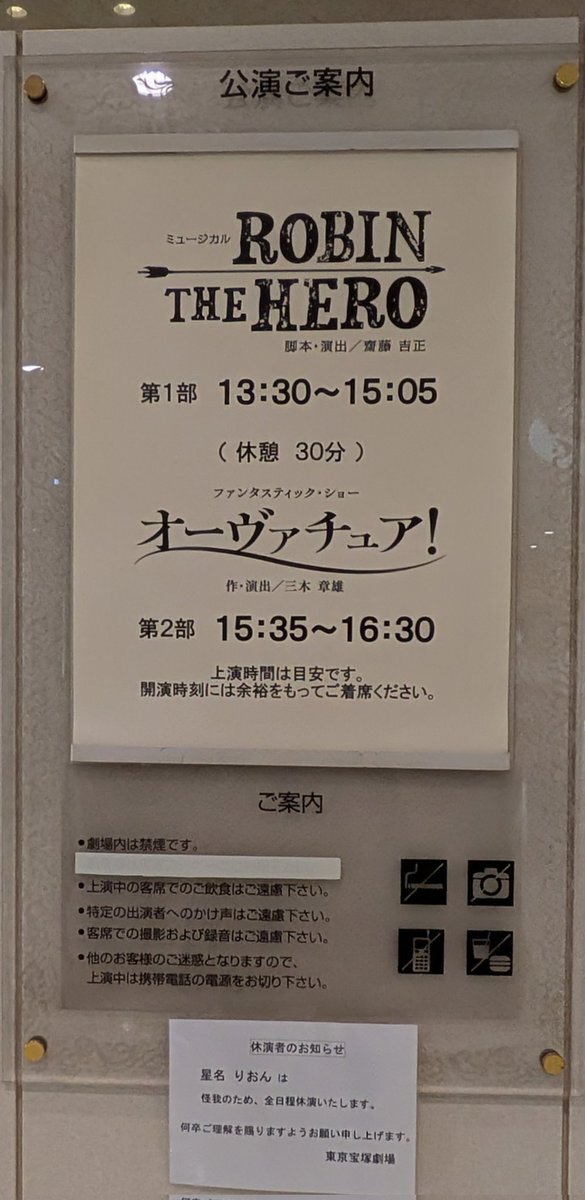 公演ご案内
ミュージカル ROBIN
THE HERO
脚本・演出／齋藤 吉正
第1部 13:30～15:05
（ 休憩 30分 ）
ファンタスティック・ショー
オーヴァチュア!
作・演出／三木 章雄
第2部 15:35～16:30
上演時間は目安です。
開演時刻には余裕をもってご着席ください。
ご案内
●劇場内は禁煙です。
●上演中の客席でのご飲食はご遠慮下さい。
●特定の出演者へのかけ声はご遠慮下さい。
●客席での撮影および録音はご遠慮下さい。
●他のお客様のご迷惑となりますので、
上演中は携帯電話の電源をお切り下さい。
休演者のお知らせ
星名 りおん は
怪我のため、全日程休演いたします。
何卒ご理解を賜りますようお願い申し上げます。
東京宝塚劇場